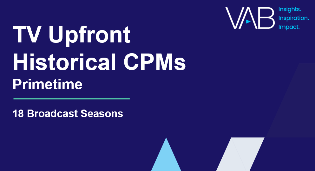 VAB
Insights.
Inspiration.
Impact.
TV Upfront
Historical CPMs
Primetime
18 Broadcast Seasons